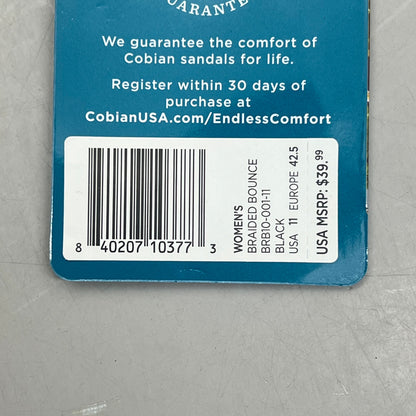 GUARANTE
We guarantee the comfort of
Cobian sandals for life.
Register within 30 days of
purchase at
CobianUSA.com/EndlessComfort
8 40207 10377 3
WOMEN'S
BRAIDED BOUNCE
BRB10-001-11
BLACK
USA 11 EUROPE 42.5
USA MSRP: $39.99